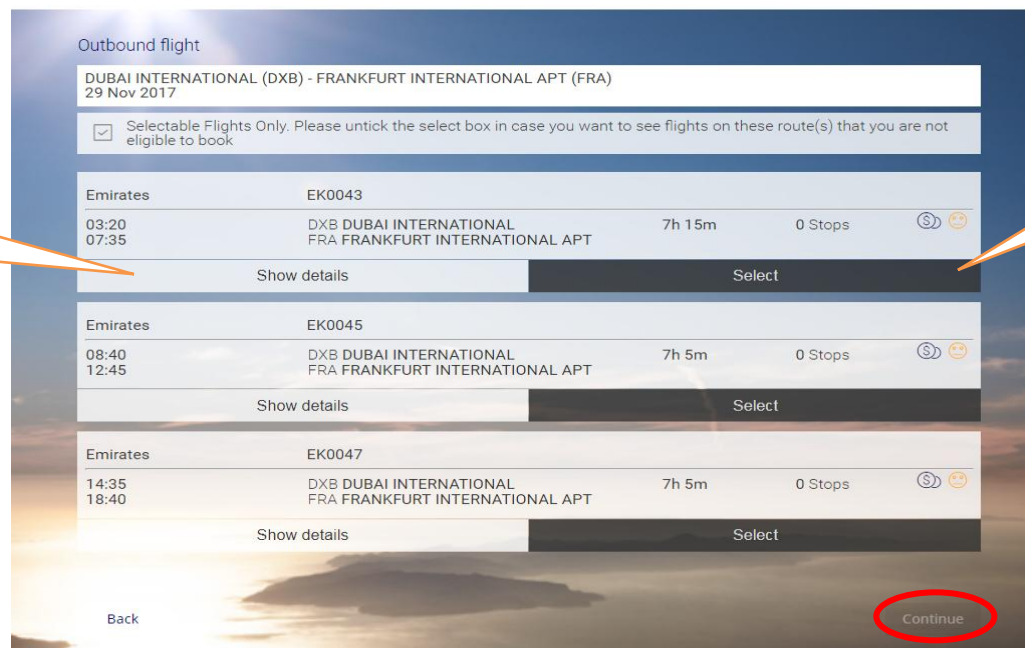 Outbound flight
DUBAI INTERNATIONAL (DXB) - FRANKFURT INTERNATIONAL APT (FRA)
29 Nov 2017
Selectable Flights Only. Please untick the select box in case you want to see flights on these route(s) that you are not
eligible to book
Emirates EK0043
03:20 DXB DUBAI INTERNATIONAL 7h 15m 0 Stops
07:35 FRA FRANKFURT INTERNATIONAL APT
Show details Select
Emirates EK0045
08:40 DXB DUBAI INTERNATIONAL 7h 5m 0 Stops
12:45 FRA FRANKFURT INTERNATIONAL APT
Show details Select
Emirates EK0047
14:35 DXB DUBAI INTERNATIONAL 7h 5m 0 Stops
18:40 FRA FRANKFURT INTERNATIONAL APT
Show details Select
Back Continue